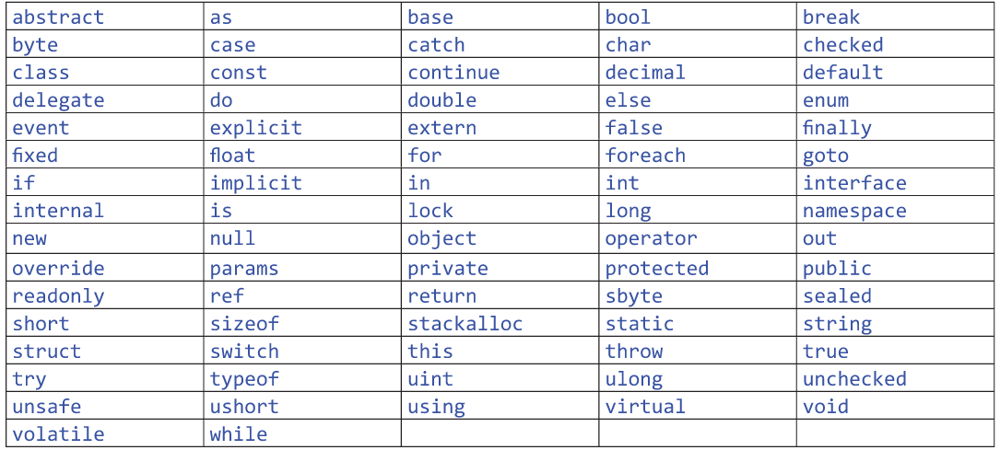 abstract as base bool break
byte case catch char checked
class const continue decimal default
delegate do double else enum
event explicit extern false finally
fixed float for foreach goto
if implicit in int interface
internal is lock long namespace
new null object operator out
override params private protected public
readonly ref return sbyte sealed
short sizeof stackalloc static string
struct switch this throw true
try typeof uint ulong unchecked
unsafe ushort using virtual void
volatile while